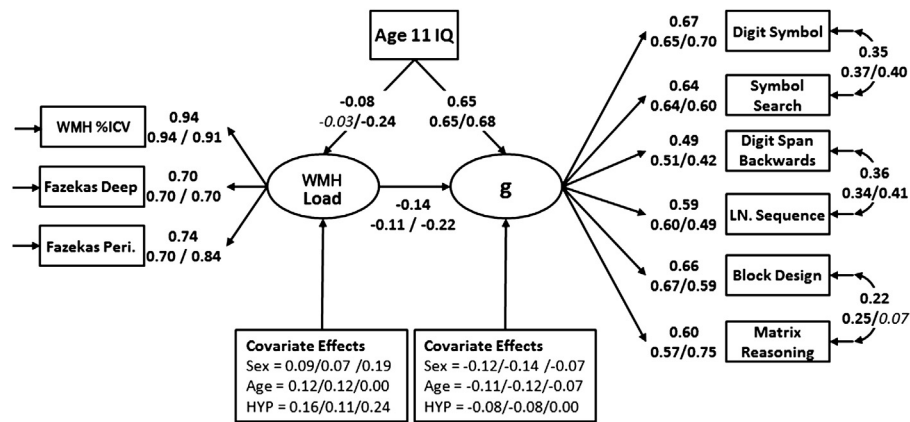 Age 11 IQ
-0.08
-0.03/-0.24
0.65
0.65/0.68
WMH %ICV
0.94
0.94 / 0.91
Fazekas Deep
0.70
0.70 / 0.70
Fazekas Peri.
0.74
0.70 / 0.84
WMH
Load
-0.14
-0.11 / -0.22
g
0.67
0.65/0.70
Digit Symbol
0.35
0.37/0.40
0.64
0.64/0.60
Symbol
Search
0.49
0.51/0.42
Digit Span
Backwards
0.36
0.34/0.41
0.59
0.60/0.49
LN. Sequence
0.66
0.67/0.59
Block Design
0.22
0.25/0.07
0.60
0.57/0.75
Matrix
Reasoning
Covariate Effects
Sex = 0.09/0.07 /0.19
Age = 0.12/0.12/0.00
HYP = 0.16/0.11/0.24
Covariate Effects
Sex = -0.12/-0.14 /-0.07
Age = -0.11/-0.12/-0.07
HYP = -0.08/-0.08/0.00